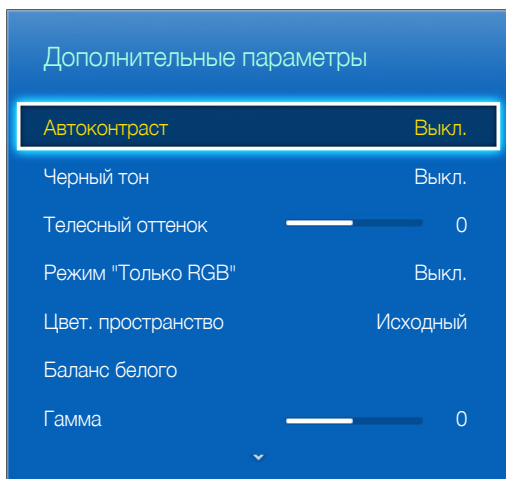 Дополнительные параметры
Автоконтраст Выкл.
Черный тон Выкл.
Телесный оттенок 0
Режим "Только RGB" Выкл.
Цвет. пространство Исходный
Баланс белого
Гамма 0